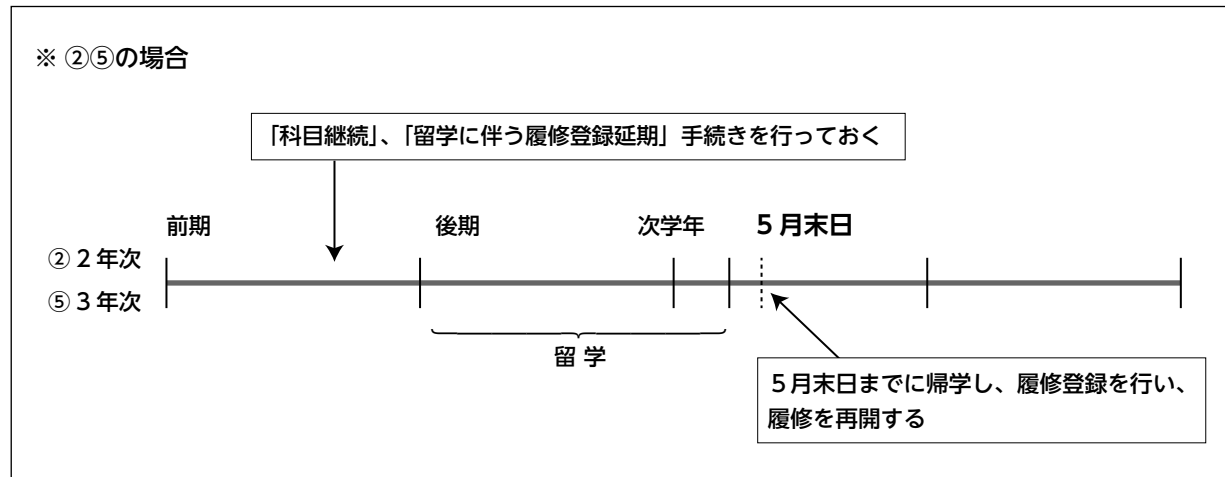 ※ ②⑤の場合
「科目継続」、「留学に伴う履修登録延期」手続きを行っておく
前期
後期
次学年
５月末日
② 2 年次
⑤ 3 年次
留 学
５月末日までに帰学し、履修登録を行い、
履修を再開する